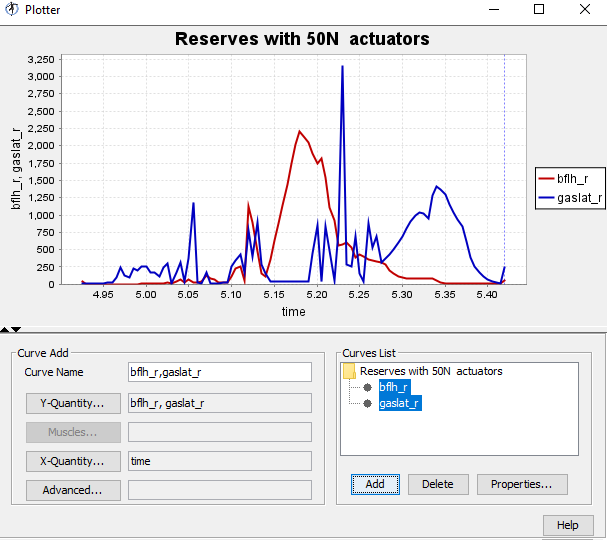 Plotter
Reserves with 50N  actuators
3,250
3,000
2,750
2,500
2,250
2,000
1,750
1,500
1,250
1,000
750
500
250
0
bflh_r, gaslat_r
4.95 5.00 5.05 5.10 5.15 5.20 5.25 5.30 5.35 5.40
time
bflh_r
gaslat_r
Curve Add
Curve Name bflh_r,gaslat_r
Y-Quantity... bflh_r, gaslat_r
Muscles...
X-Quantity... time
Advanced...
Curves List
Reserves with 50N  actuators
bflh_r
gaslat_r
Add Delete Properties...
Help